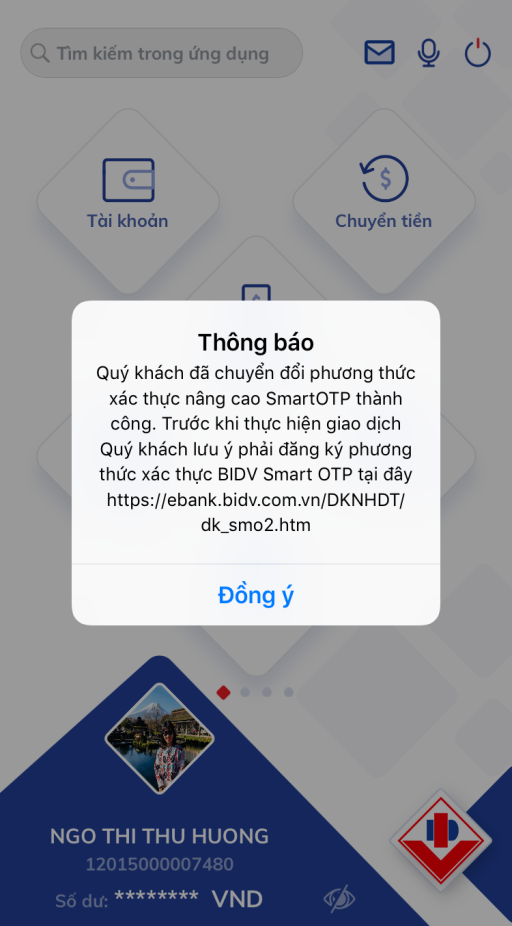 Tìm kiếm trong ứng dụng
Tài khoản
Chuyển tiền
Thông báo
Quý khách đã chuyển đổi phương thức
xác thực nâng cao SmartOTP thành
công. Trước khi thực hiện giao dịch
Quý khách lưu ý phải đăng ký phương
thức xác thực BIDV Smart OTP tại đây
https://ebank.bidv.com.vn/DKNHDT/
dk_smo2.htm
Đồng ý
NGO THI THU HUONG
12015000007480
Số dư: ******** VND